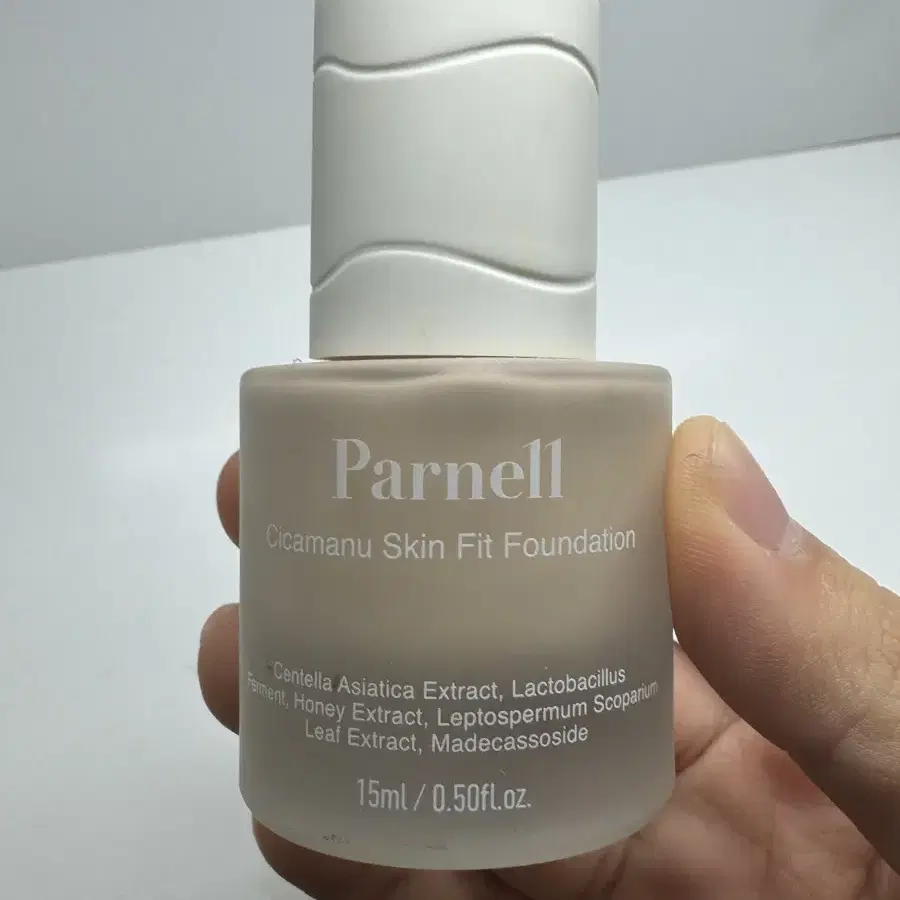 Parnell
Cicamanu Skin Fit Foundation
Centella Asiatica Extract, Lactobacillus
Ferment, Honey Extract, Leptospermum Scoparium
Leaf Extract, Madecassoside
15ml / 0.50fl.oz.